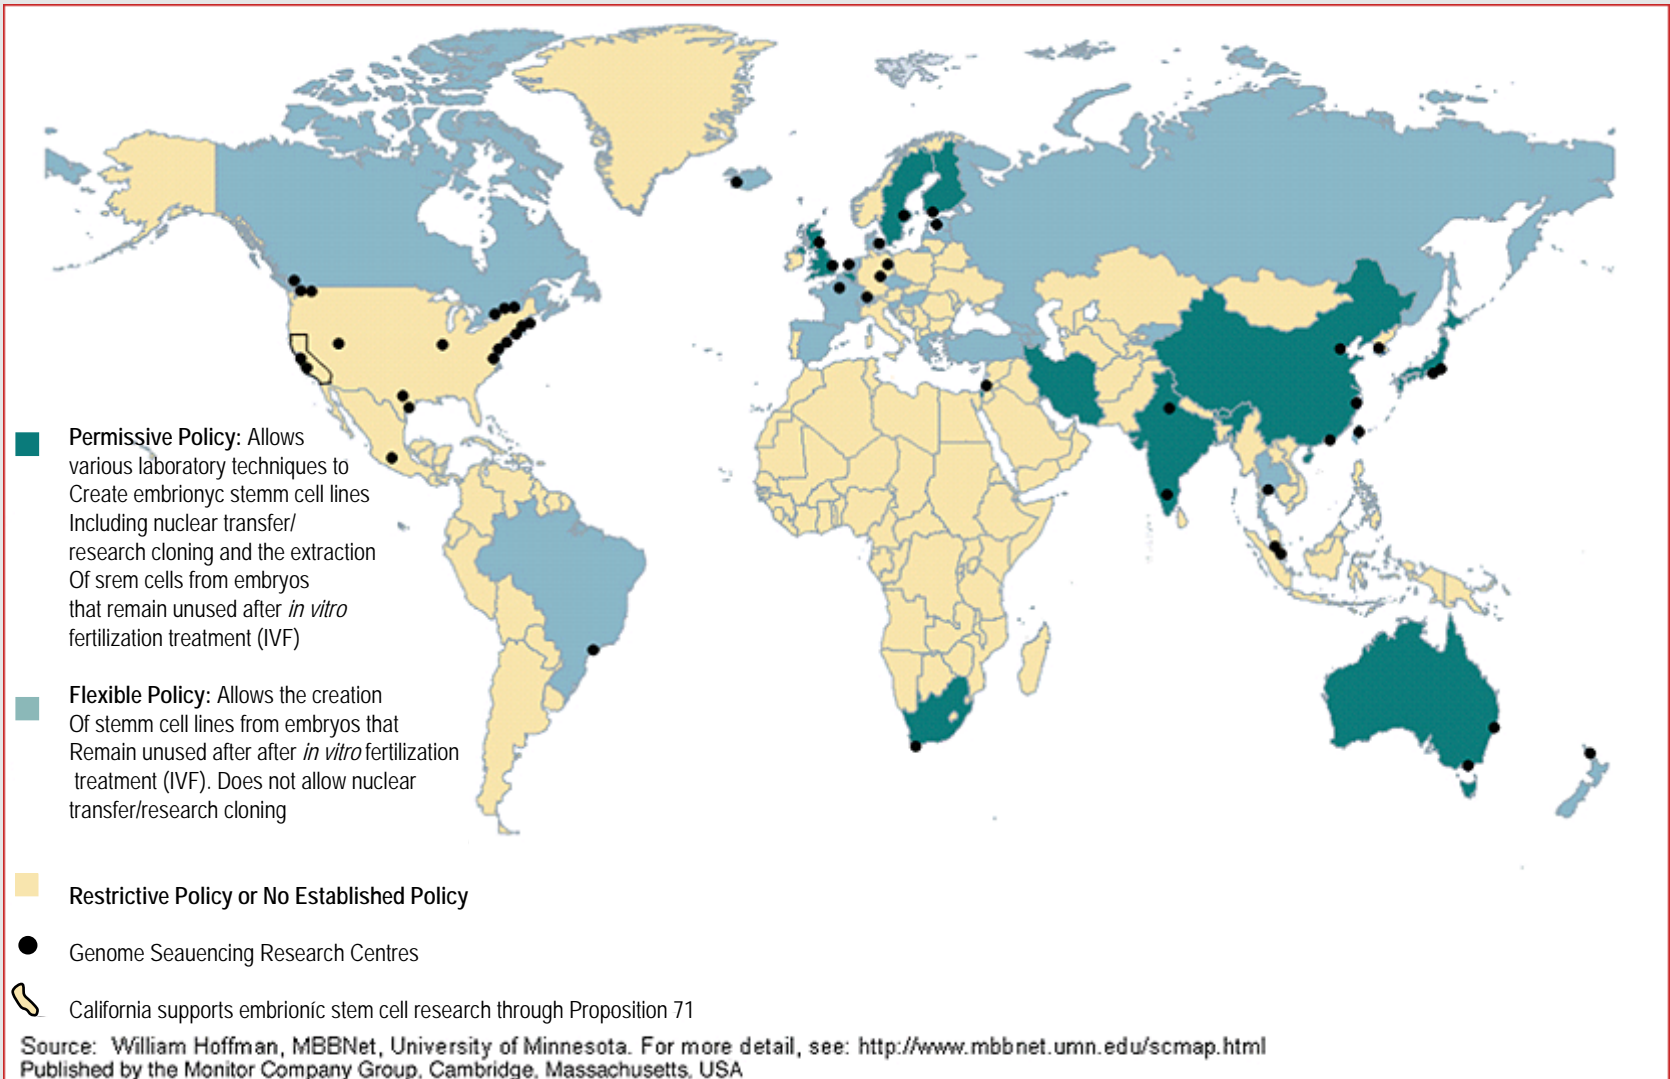 Permissive Policy: Allows
various laboratory techniques to
Create embrionyc stemm cell lines
Including nuclear transfer/
research cloning and the extraction
Of srem cells from embryos
that remain unused after in vitro
fertilization treatment (IVF)
Flexible Policy: Allows the creation
Of stemm cell lines from embryos that
Remain unused after after in vitro fertilization
treatment (IVF). Does not allow nuclear
transfer/research cloning
Restrictive Policy or No Established Policy
Genome Seauencing Research Centres
California supports embrioníc stem cell research through Proposition 71
Source: William Hoffman, MBBNet, University of Minnesota. For more detail, see: http://www.mbbnet.umn.edu/scmap.html
Published by the Monitor Company Group, Cambridge, Massachusetts, USA